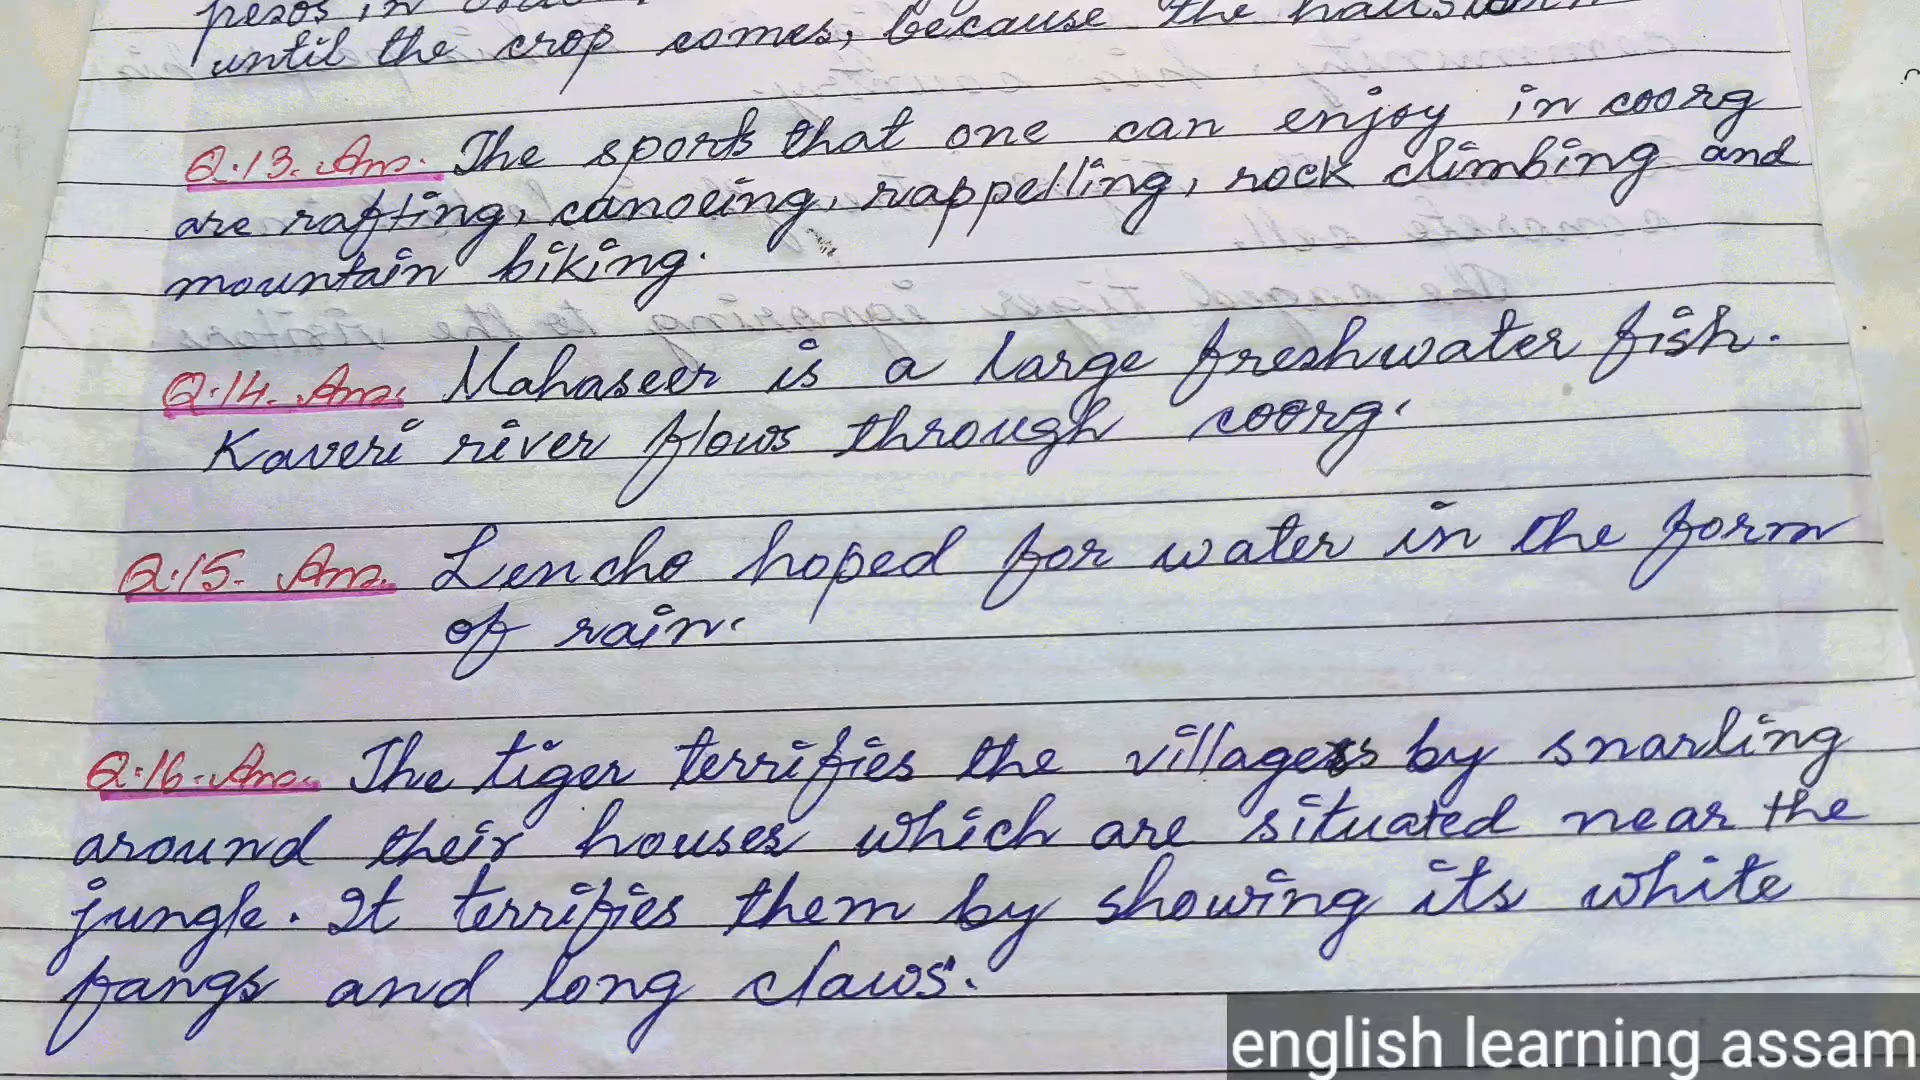 pesos in
until the crop comes, because the hailstorm
Q.13. Ans. The sports that one can enjoy in coorg
are rafting, canoeing, rappelling, rock climbing and
mountain biking.
Q.14. Ans. Mahaseer is a large freshwater fish.
Kaveri river flows through coorg.
Q.15. Ans. Lencho hoped for water in the form
of rain.
Q.16. Ans. The tiger terrifies the villagers by snarling
around their houses which are situated near the
jungle. It terrifies them by showing its white
fangs and long claws.
english learning assam